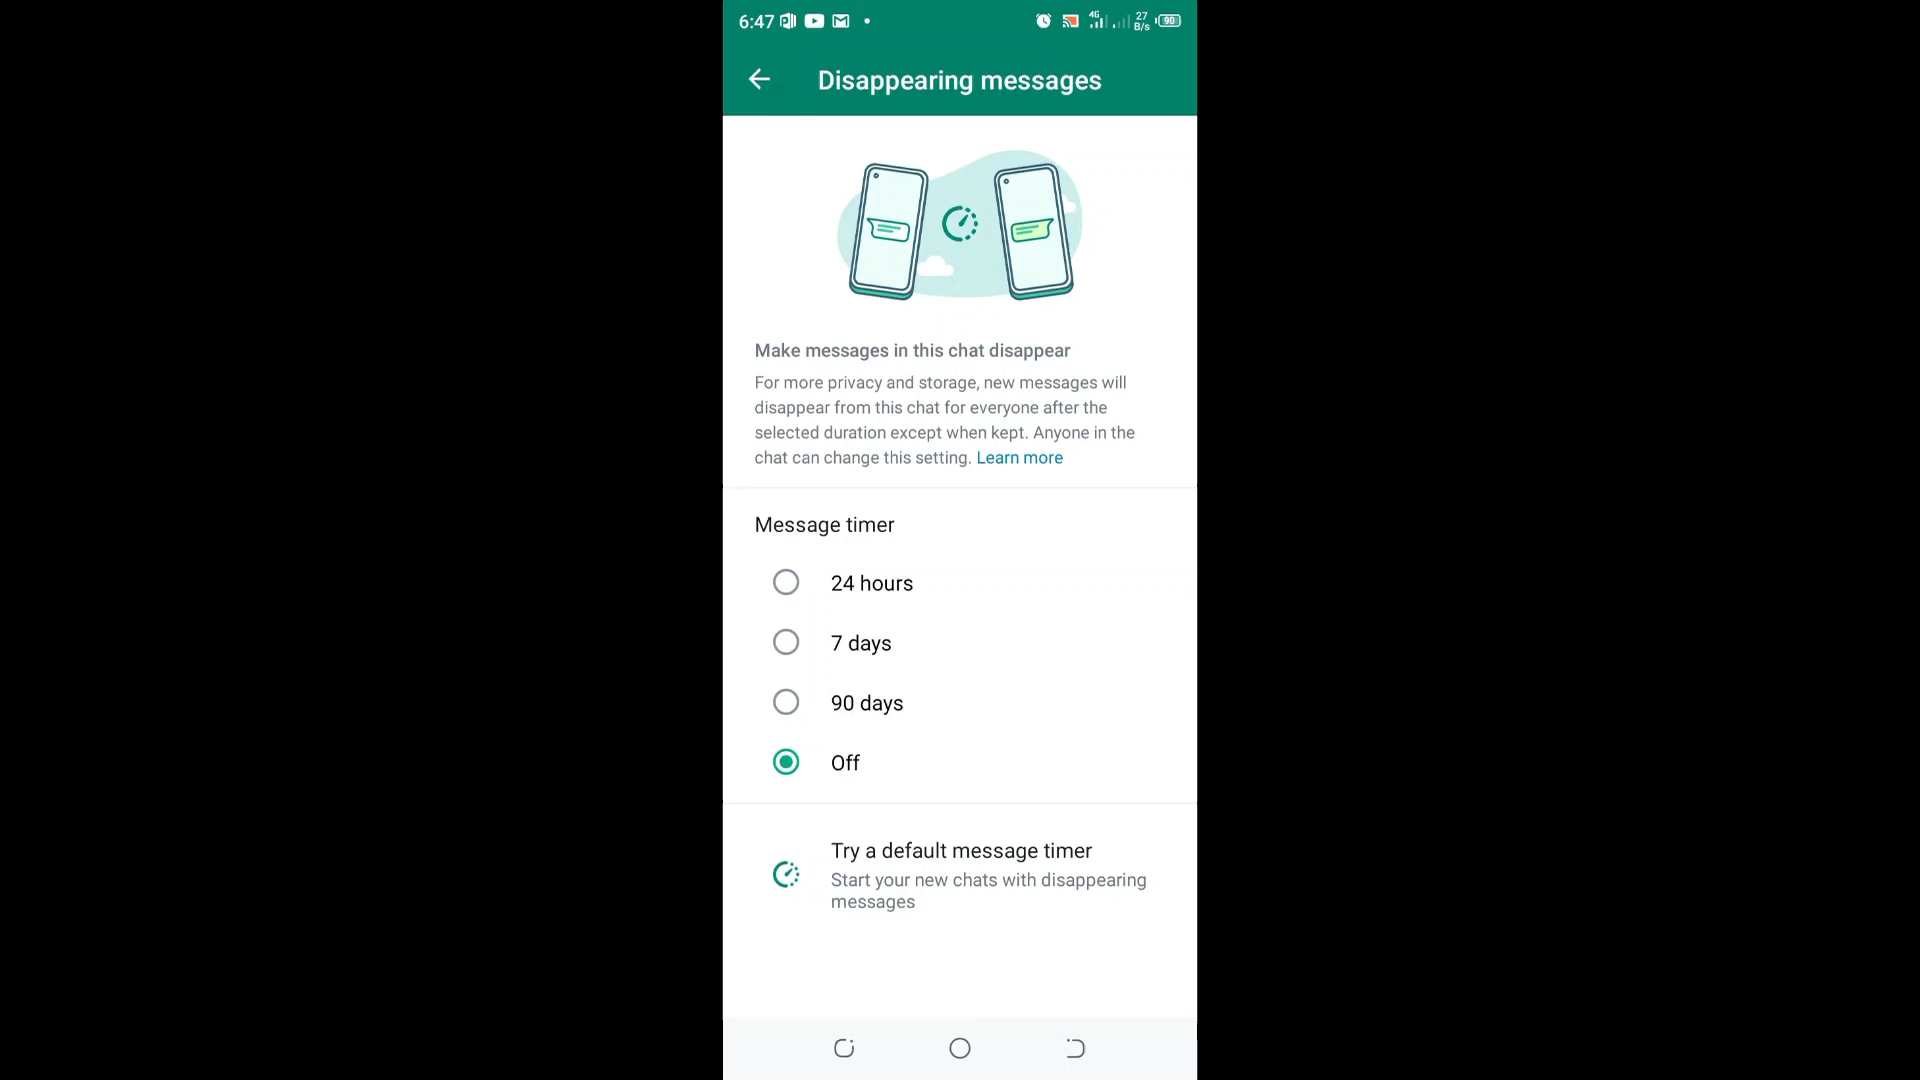 6:47
4G
27
B/s
90
Disappearing messages
Make messages in this chat disappear
For more privacy and storage, new messages will
disappear from this chat for everyone after the
selected duration except when kept. Anyone in the
chat can change this setting. Learn more
Message timer
24 hours
7 days
90 days
Off
Try a default message timer
Start your new chats with disappearing
messages